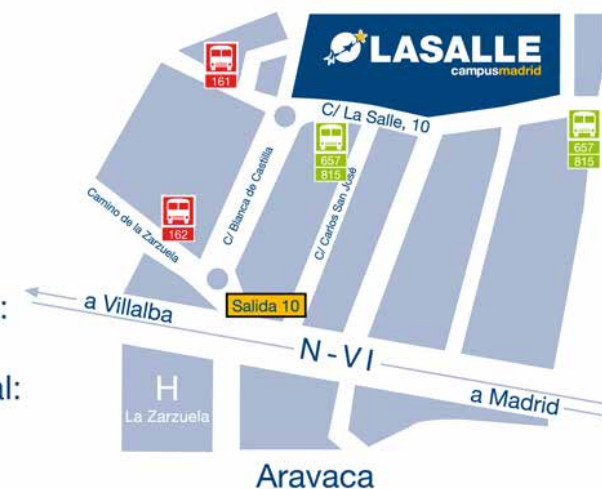 LASALLE
campusmadrid
161
C/ La Salle, 10
657
815
657
815
C/ Blanca de Castilla
C/ Carlos San José
Camino de la Zarzuela
162
:
a Villalba
Salida 10
N-VI
al:
a Madrid
H
La Zarzuela
Aravaca